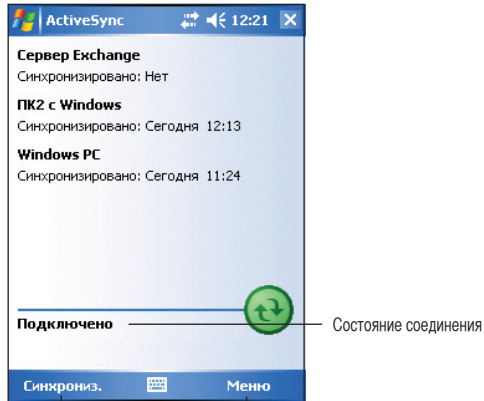 ActiveSync 12:21
Сервер Exchange
Синхронизировано: Нет
ПК2 с Windows
Синхронизировано: Сегодня 12:13
Windows PC
Синхронизировано: Сегодня 11:24
Подключено
Состояние соединения
Синхрониз. Меню